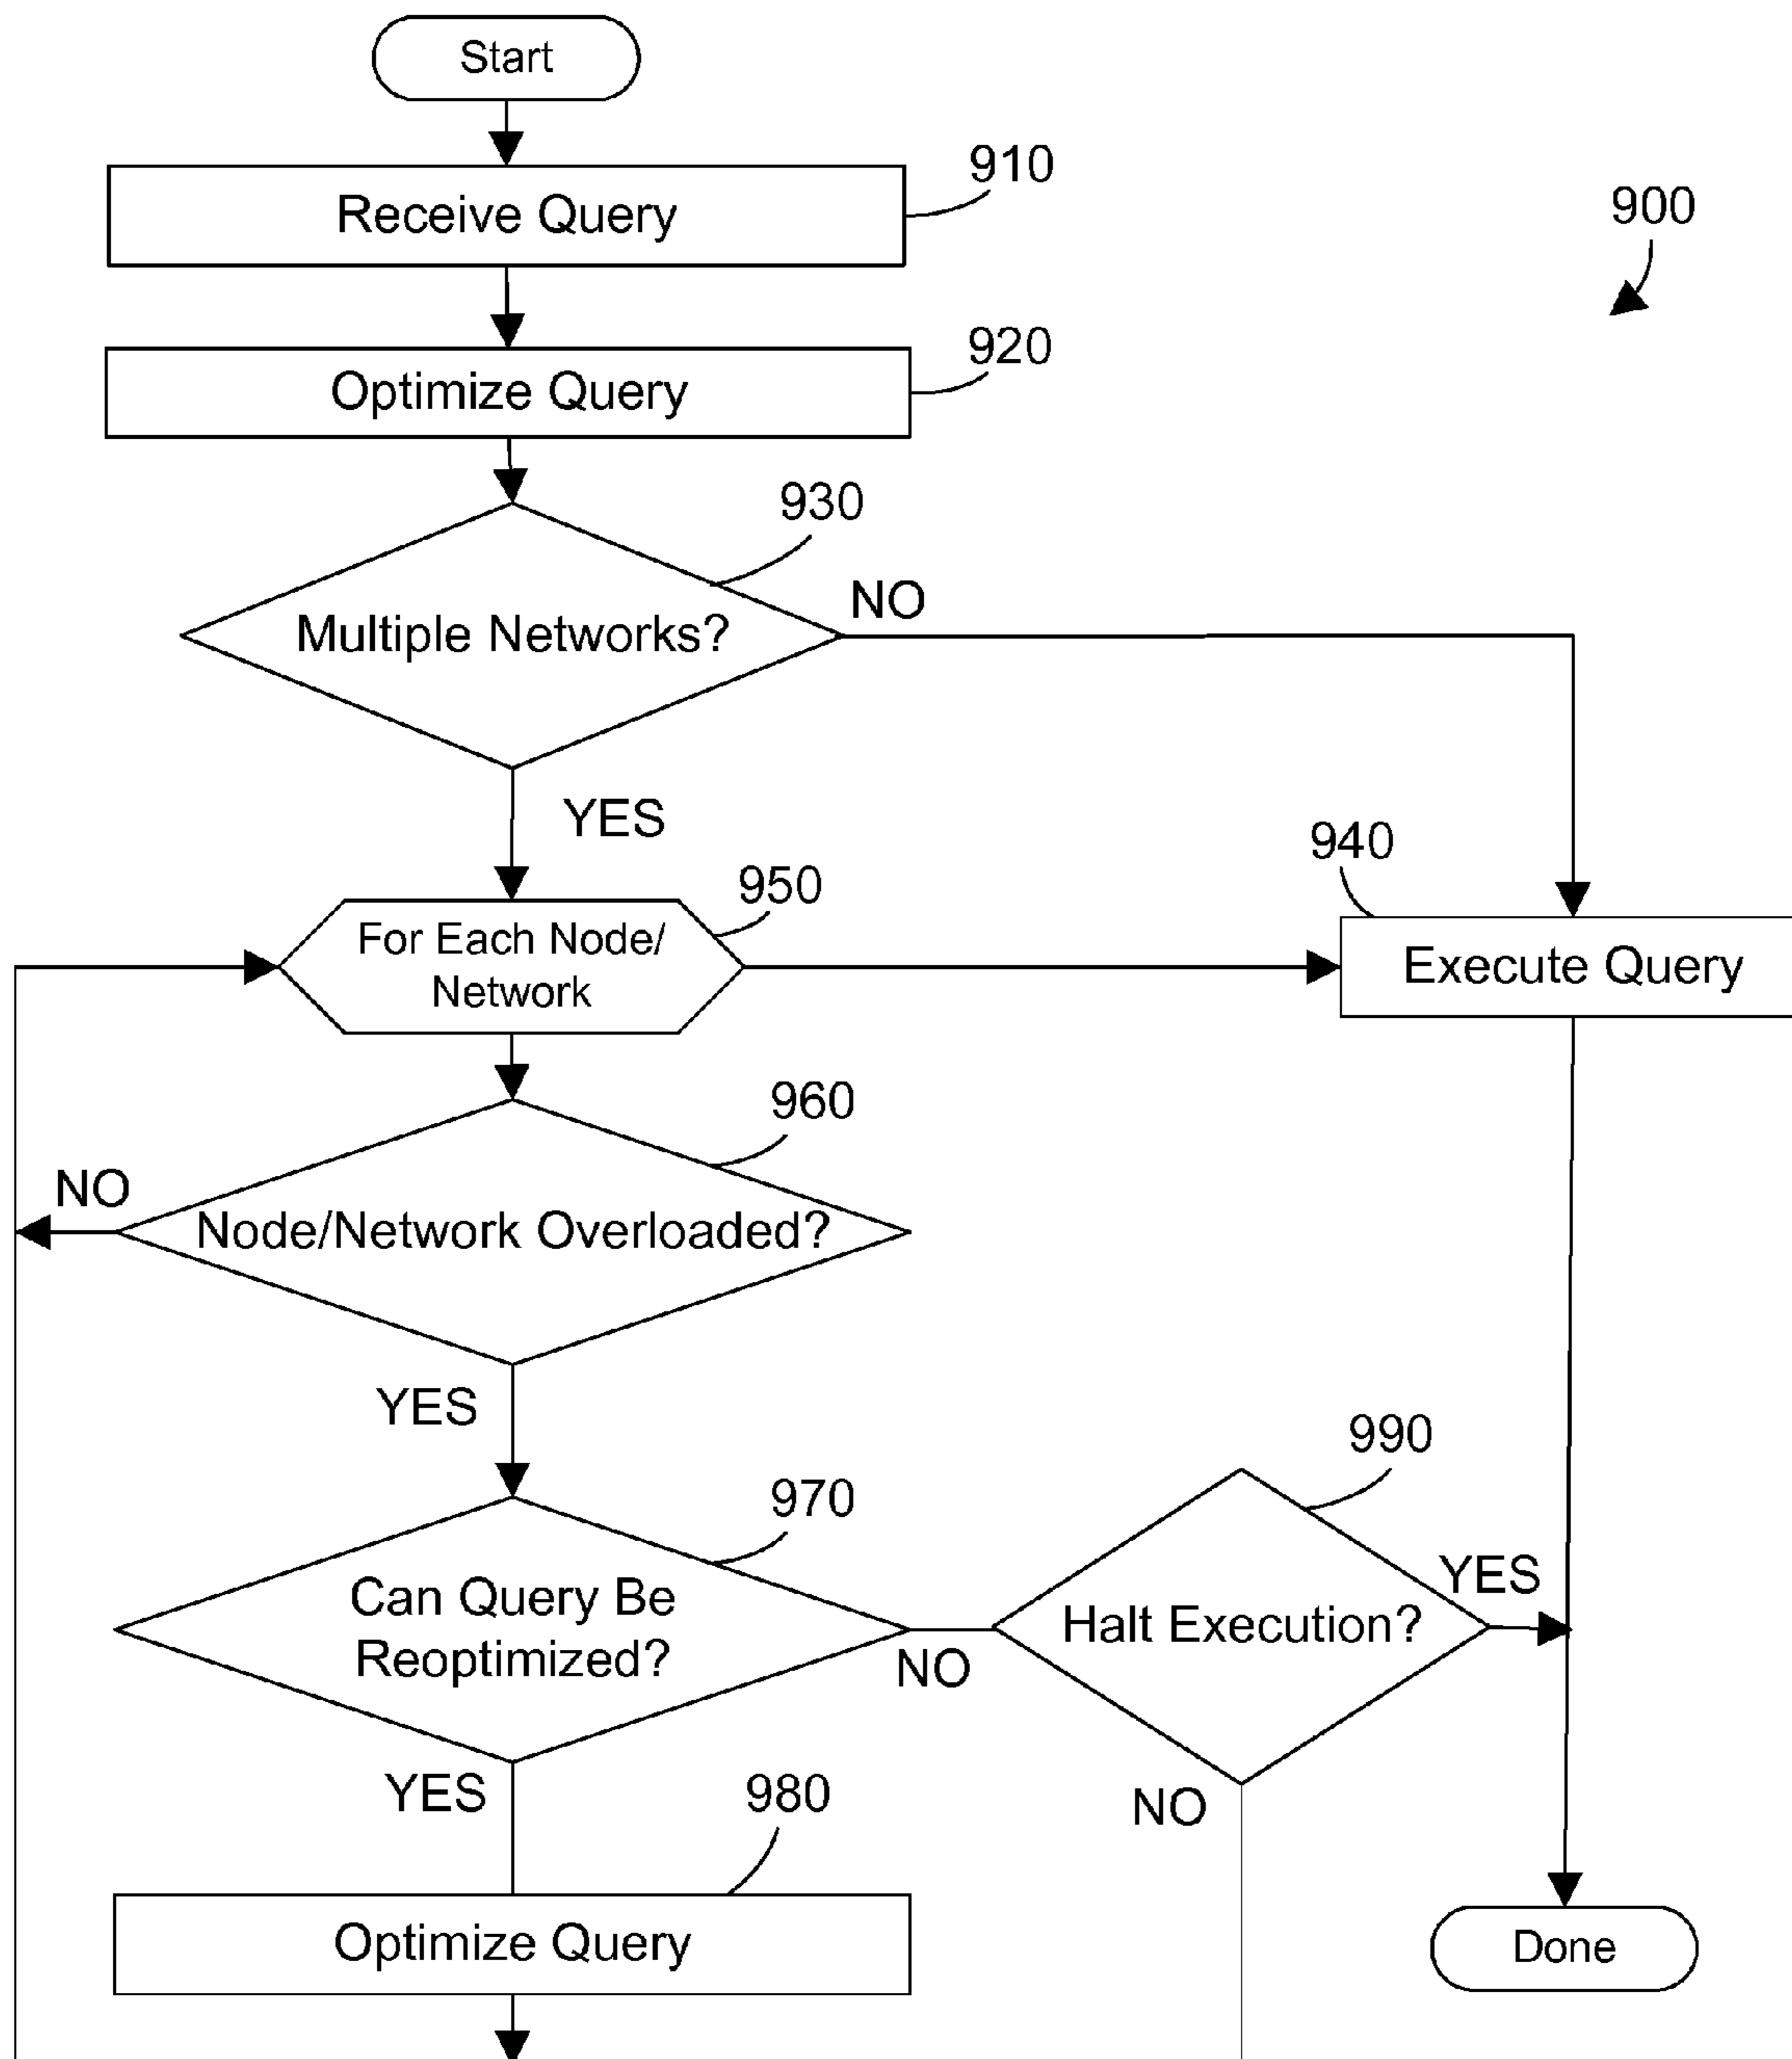 Start
910
Receive Query
900
920
Optimize Query
930
NO
Multiple Networks?
YES
940
950
For Each Node/
Network
Execute Query
960
NO
Node/Network Overloaded?
YES
990
970
YES
Can Query Be
Reoptimized?
Halt Execution?
NO
YES
980
NO
Optimize Query
Done